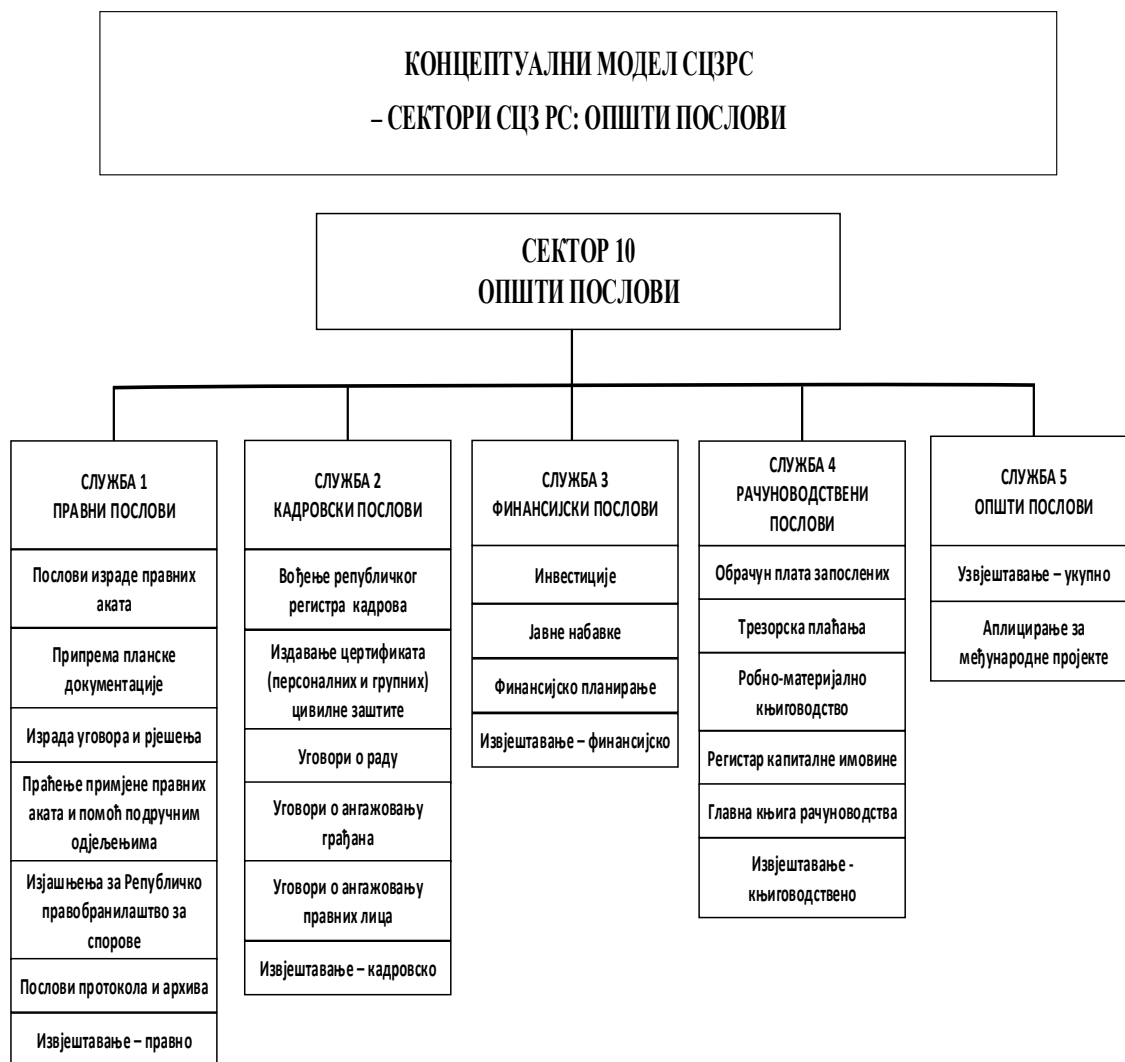 КОНЦЕПТУАЛНИ МОДЕЛ СЦЗРС
– СЕКТОРИ СЦЗ РС: ОПШТИ ПОСЛОВИ
СЕКТОР 10
ОПШТИ ПОСЛОВИ
СЛУЖБА 1
ПРАВНИ ПОСЛОВИ
Послови израде правних
аката
Припрема планске
документације
Израда уговора и рјешења
Праћење примјене правних
аката и помоћ подручним
одјељењима
Изјашњења за Републичко
правобранилаштво за
спорове
Послови протокола и архива
Извјештавање – правно
СЛУЖБА 2
КАДРОВСКИ ПОСЛОВИ
Вођење републичког
регистра кадрова
Издавање цертификата
(персоналних и групних)
цивилне заштите
Уговори о раду
Уговори о ангажовању
грађана
Уговори о ангажовању
правних лица
Извјештавање – кадровско
СЛУЖБА 3
ФИНАНСИЈСКИ ПОСЛОВИ
Инвестиције
Јавне набавке
Финансијско планирање
Извјештавање – финансијско
СЛУЖБА 4
РАЧУНОВОДСТВЕНИ
ПОСЛОВИ
Обрачун плата запослених
Трезорска плаћања
Робно-материјално
књиговодство
Регистар капиталне имовине
Главна књига рачуноводства
Извјештавање -
књиговодствено
СЛУЖБА 5
ОПШТИ ПОСЛОВИ
Узвјештавање – укупно
Аплицирање за
међународне пројекте